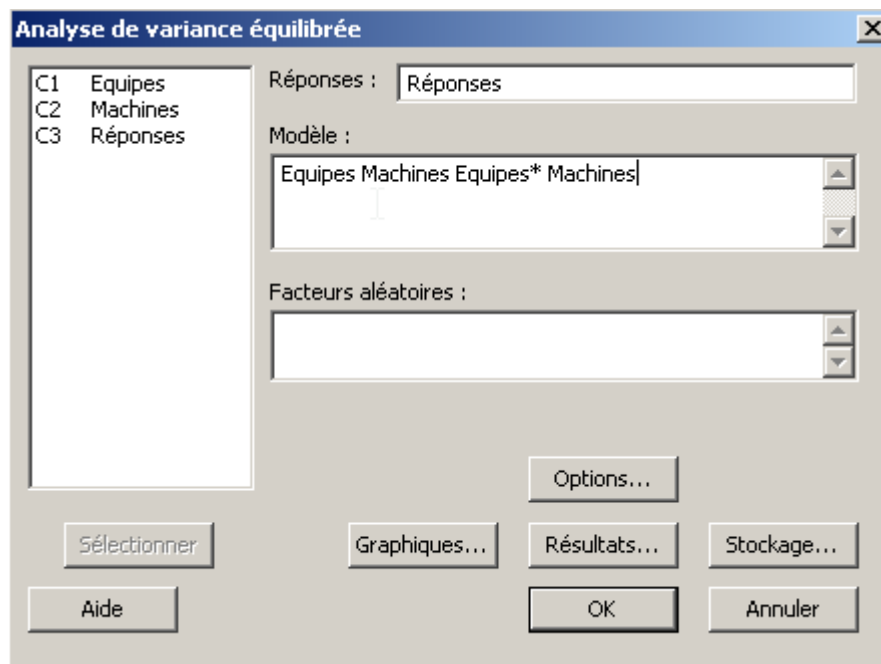 Analyse de variance équilibrée
C1 Equipes
C2 Machines
C3 Réponses
Réponses :
Réponses
Modèle :
Equipes Machines Equipes* Machines
Facteurs aléatoires :
Options...
Sélectionner
Graphiques...
Résultats...
Stockage...
Aide
OK
Annuler